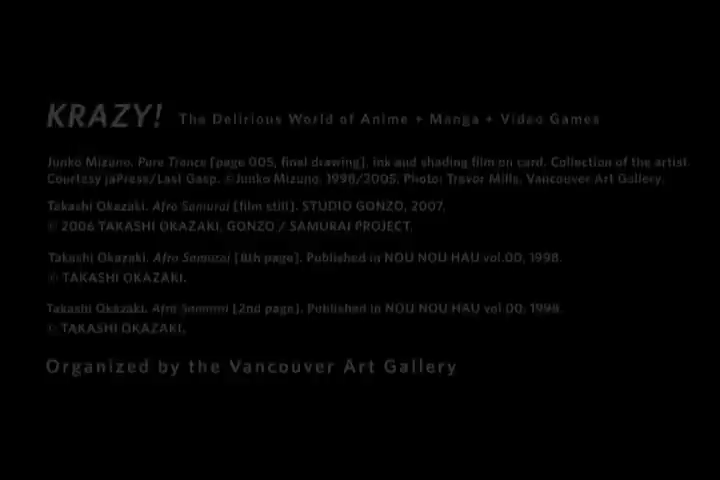 KRAZY! The Delirious World of Anime + Manga + Video Games
Junko Mizuno. Pure Trance [page 005, final drawing], ink and shading film on card. Collection of the artist.
Courtesy jaPress/Last Gasp. ©Junko Mizuno, 1998/2005. Photo: Trevor Mills, Vancouver Art Gallery.
Takashi Okazaki. Afro Samurai [film still]. STUDIO GONZO, 2007.
© 2006 TAKASHI OKAZAKI, GONZO / SAMURAI PROJECT.
Takashi Okazaki. Afro Samurai [8th page]. Published in NOU NOU HAU vol.00, 1998.
© TAKASHI OKAZAKI.
Takashi Okazaki. Afro Samurai [2nd page]. Published in NOU NOU HAU vol.00, 1998.
© TAKASHI OKAZAKI.
Organized by the Vancouver Art Gallery